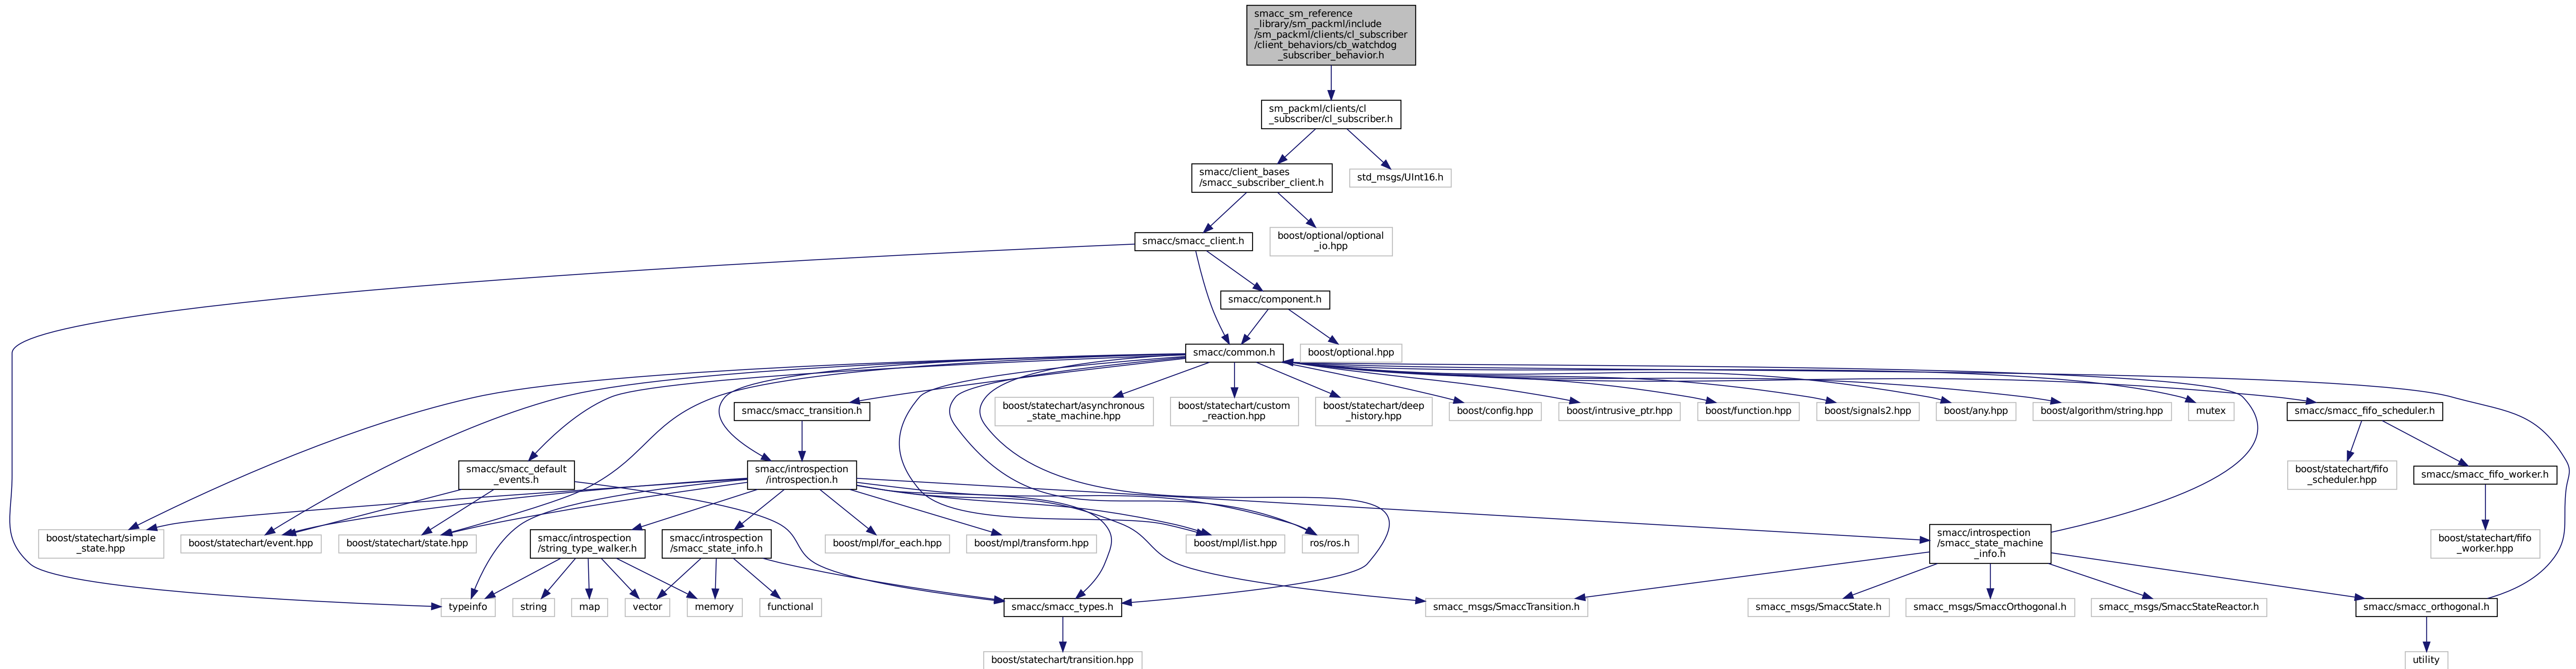 smacc_sm_reference
_library/sm_packml/include
/sm_packml/clients/cl_subscriber
/client_behaviors/cb_watchdog
_subscriber_behavior.h
sm_packml/clients/cl
_subscriber/cl_subscriber.h
smacc/client_bases
/smacc_subscriber_client.h
std_msgs/UInt16.h
smacc/smacc_client.h
boost/optional/optional
_io.hpp
smacc/component.h
smacc/common.h
boost/optional.hpp
smacc/smacc_transition.h
boost/statechart/asynchronous
_state_machine.hpp
boost/statechart/custom
_reaction.hpp
boost/statechart/deep
_history.hpp
boost/config.hpp
boost/intrusive_ptr.hpp
boost/function.hpp
boost/signals2.hpp
boost/any.hpp
boost/algorithm/string.hpp
mutex
smacc/smacc_fifo_scheduler.h
smacc/smacc_default
_events.h
smacc/introspection
/introspection.h
boost/statechart/fifo
_scheduler.hpp
smacc/smacc_fifo_worker.h
boost/statechart/simple
_state.hpp
boost/statechart/event.hpp
boost/statechart/state.hpp
smacc/introspection
/string_type_walker.h
smacc/introspection
/smacc_state_info.h
boost/mpl/for_each.hpp
boost/mpl/transform.hpp
boost/mpl/list.hpp
ros/ros.h
smacc/introspection
/smacc_state_machine
_info.h
boost/statechart/fifo
_worker.hpp
typeinfo
string
map
vector
memory
functional
smacc/smacc_types.h
smacc_msgs/SmaccTransition.h
smacc_msgs/SmaccState.h
smacc_msgs/SmaccOrthogonal.h
smacc_msgs/SmaccStateReactor.h
smacc/smacc_orthogonal.h
boost/statechart/transition.hpp
utility